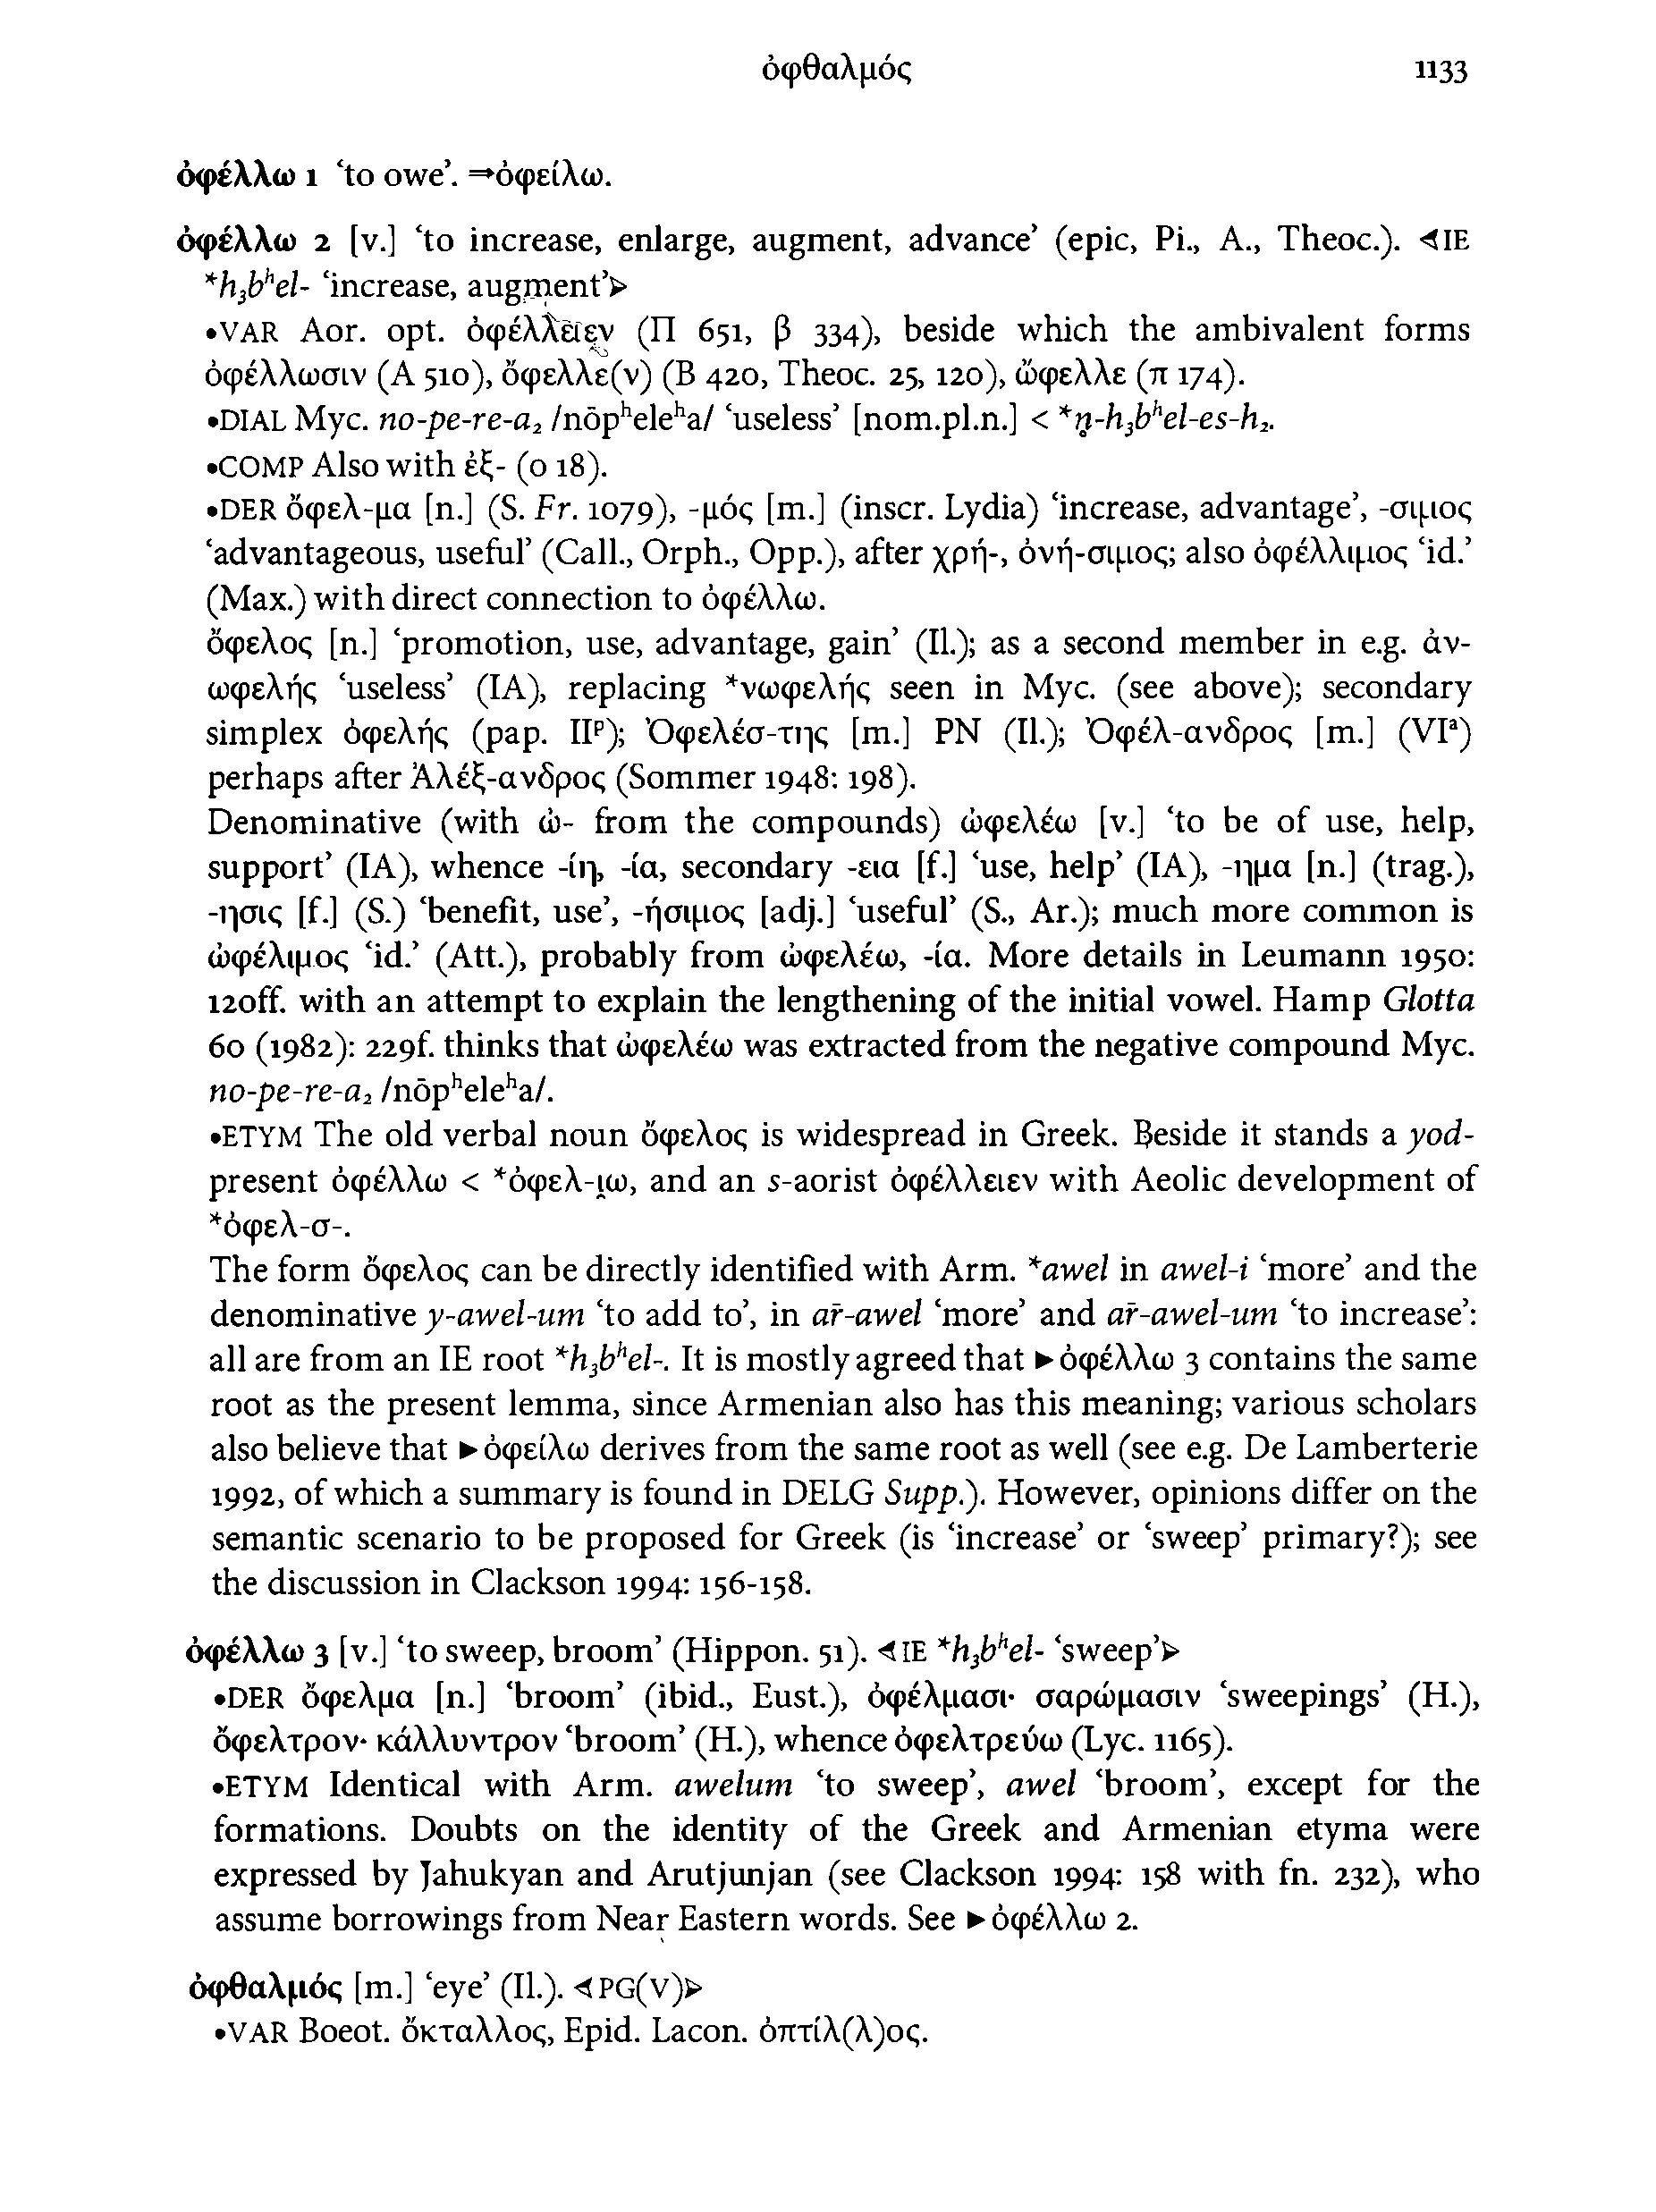 ὀφθαλμός 1133
ὀφέλλω 1 ‘to owe’. ⇒ὀφείλω.
ὀφέλλω 2 [v.] ‘to increase, enlarge, augment, advance’ (epic, Pi., A., Theoc.). ⊲IE
*h₃bʰel- ‘increase, augment’⊳
•VAR Aor. opt. ὀφέλλειεν (Π 651, β 334), beside which the ambivalent forms
ὀφέλλωσιν (Α 510), ὄφελλε(ν) (Β 420, Theoc. 25, 120), ὤφελλε (π 174).
•DIAL Myc. no-pe-re-a₂ /nōpʰeleʰa/ ‘useless’ [nom.pl.n.] < *n̥-h₃bʰel-es-h₂.
•COMP Also with ἐξ- (ο 18).
•DER ὄφελ-μα [n.] (S. Fr. 1079), -μός [m.] (inscr. Lydia) ‘increase, advantage’, -σιμος
‘advantageous, useful’ (Call., Orph., Opp.), after χρή-, ὀνή-σιμος; also ὀφέλλιμος ‘id.’
(Max.) with direct connection to ὀφέλλω.
ὄφελος [n.] ‘promotion, use, advantage, gain’ (Il.); as a second member in e.g. ἀν-
ωφελής ‘useless’ (IA), replacing *νωφελής seen in Myc. (see above); secondary
simplex ὀφελής (pap. IIᵖ); Ὀφελέσ-της [m.] PN (Il.); Ὀφέλ-ανδρος [m.] (VIᵃ)
perhaps after Ἀλέξ-ανδρος (Sommer 1948: 198).
Denominative (with ὠ- from the compounds) ὠφελέω [v.] ‘to be of use, help,
support’ (IA), whence -ίη, -ία, secondary -εια [f.] ‘use, help’ (IA), -ημα [n.] (trag.),
-ησις [f.] (S.) ‘benefit, use’, -ήσιμος [adj.] ‘useful’ (S., Ar.); much more common is
ὠφέλιμος ‘id.’ (Att.), probably from ὠφελέω, -ία. More details in Leumann 1950:
120ff. with an attempt to explain the lengthening of the initial vowel. Hamp Glotta
60 (1982): 229f. thinks that ὠφελέω was extracted from the negative compound Myc.
no-pe-re-a₂ /nōpʰeleʰa/.
•ETYM The old verbal noun ὄφελος is widespread in Greek. Beside it stands a yod-
present ὀφέλλω < *ὀφελ-ι̯ω, and an s-aorist ὀφέλλειεν with Aeolic development of
*ὀφελ-σ-.
The form ὄφελος can be directly identified with Arm. *awel in awel-i ‘more’ and the
denominative y-awel-um ‘to add to’, in aṙ-awel ‘more’ and aṙ-awel-um ‘to increase’:
all are from an IE root *h₃bʰel-. It is mostly agreed that ►ὀφέλλω 3 contains the same
root as the present lemma, since Armenian also has this meaning; various scholars
also believe that ►ὀφείλω derives from the same root as well (see e.g. De Lamberterie
1992, of which a summary is found in DELG Supp.). However, opinions differ on the
semantic scenario to be proposed for Greek (is ‘increase’ or ‘sweep’ primary?); see
the discussion in Clackson 1994: 156-158.
ὀφέλλω 3 [v.] ‘to sweep, broom’ (Hippon. 51). ⊲IE *h₃bʰel- ‘sweep’⊳
•DER ὄφελμα [n.] ‘broom’ (ibid., Eust.), ὀφέλμασι· σαρώμασιν ‘sweepings’ (H.),
ὄφελτρον· κάλλυντρον ‘broom’ (H.), whence ὀφελτρεύω (Lyc. 1165).
•ETYM Identical with Arm. awelum ‘to sweep’, awel ‘broom’, except for the
formations. Doubts on the identity of the Greek and Armenian etyma were
expressed by Jahukyan and Arutjunjan (see Clackson 1994: 158 with fn. 232), who
assume borrowings from Near Eastern words. See ►ὀφέλλω 2.
ὀφθαλμός [m.] ‘eye’ (Il.). ⊲PG(V)⊳
•VAR Boeot. ὄκταλλος, Epid. Lacon. ὀπτίλ(λ)ος.